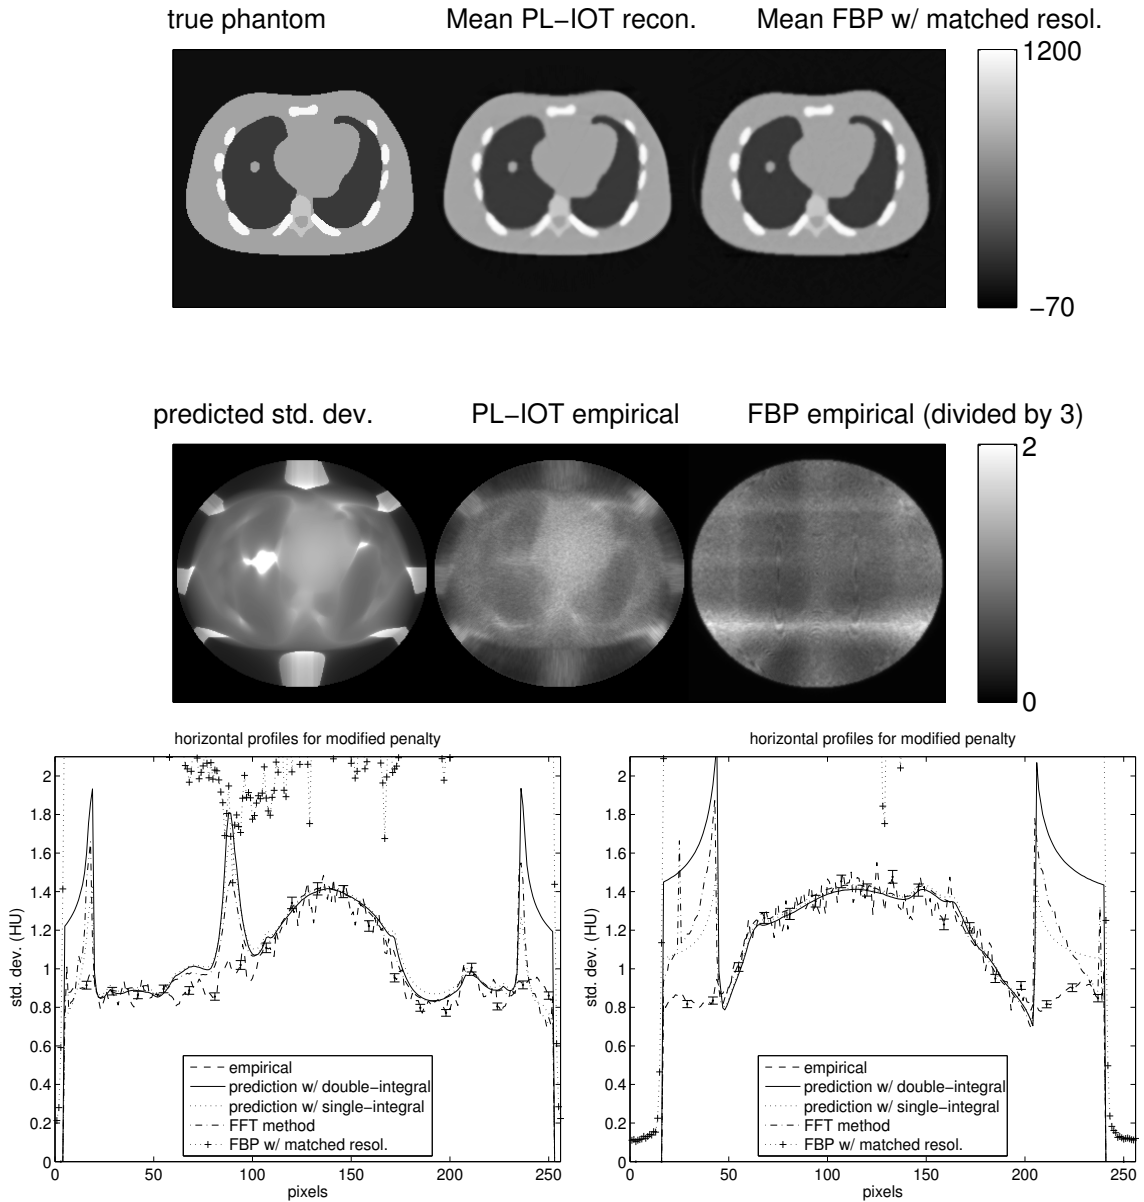 true phantom
Mean PL−IOT recon.
Mean FBP w/ matched resol.
1200
−70
predicted std. dev.
PL−IOT empirical
FBP empirical (divided by 3)
2
0
horizontal profiles for modified penalty
std. dev. (HU)
2
1.8
1.6
1.4
1.2
1
0.8
0.6
0.4
0.2
0
empirical
prediction w/ double−integral
prediction w/ single−integral
FFT method
FBP w/ matched resol.
0
50
100
150
200
250
pixels
horizontal profiles for modified penalty
std. dev. (HU)
2
1.8
1.6
1.4
1.2
1
0.8
0.6
0.4
0.2
0
empirical
prediction w/ double−integral
prediction w/ single−integral
FFT method
FBP w/ matched resol.
0
50
100
150
200
250
pixels